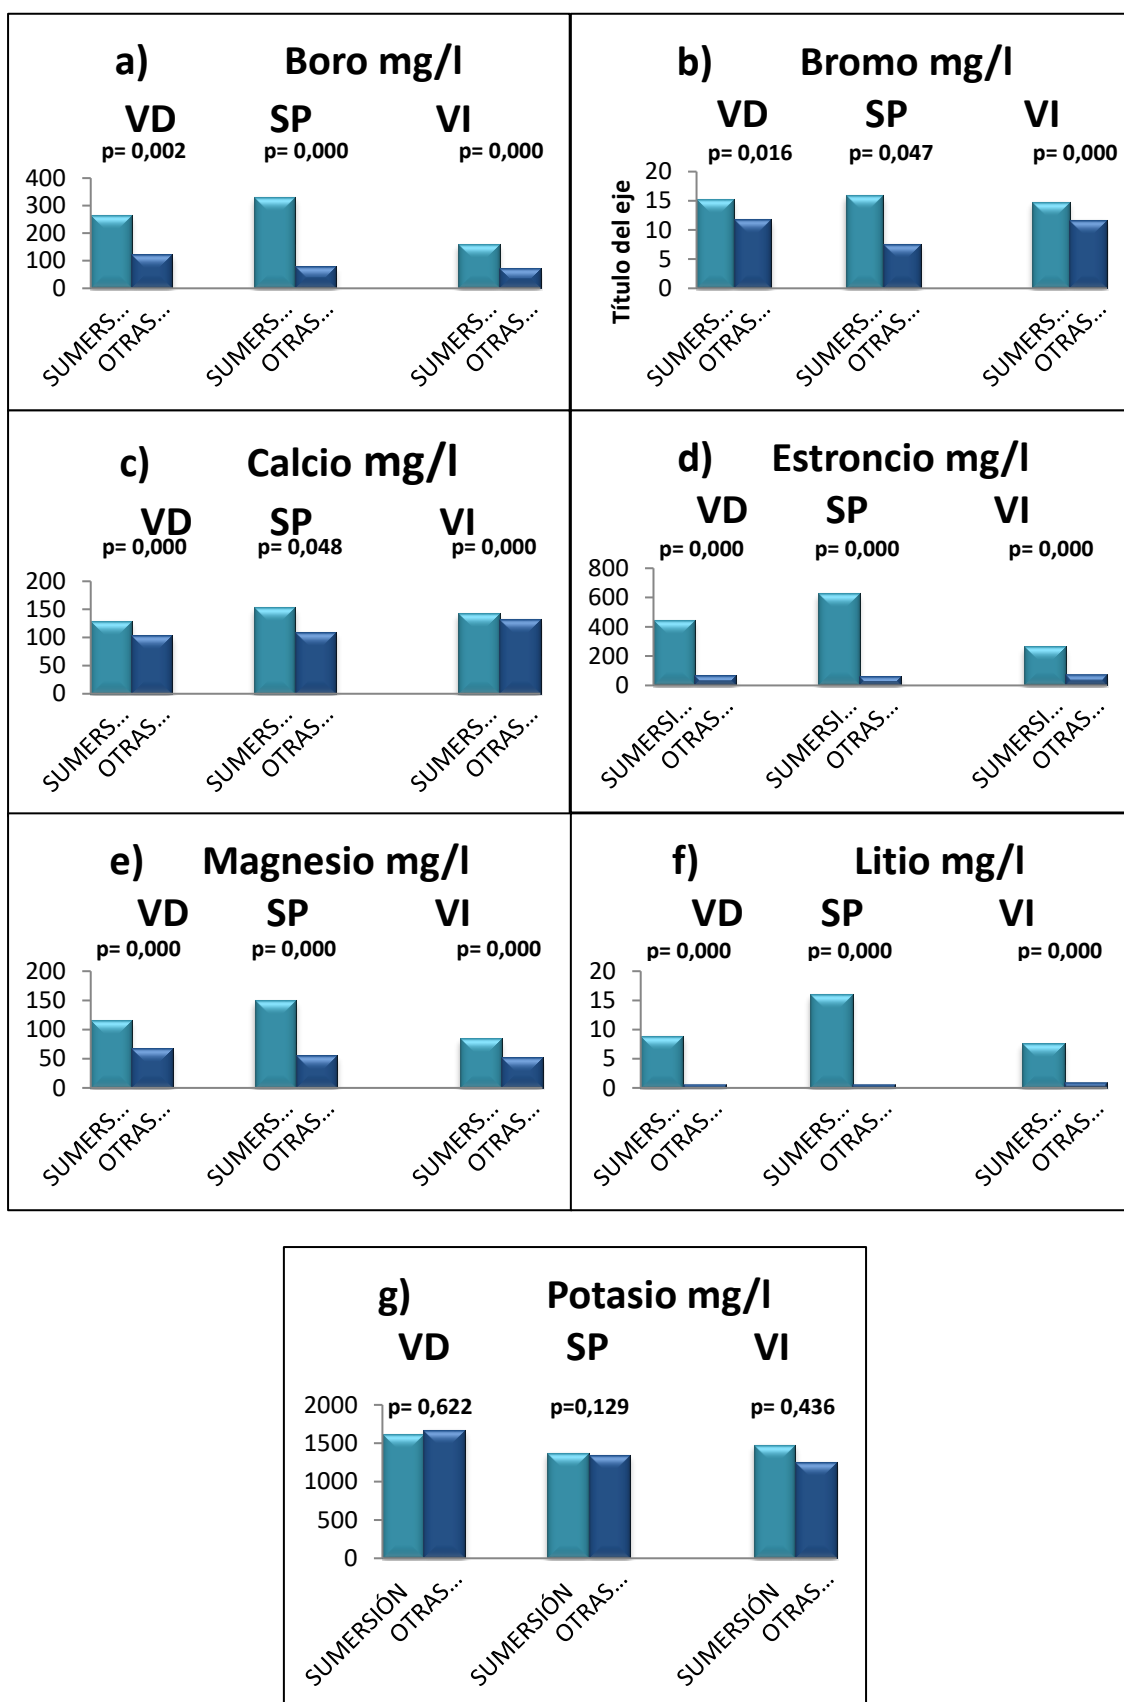 a) Boro mg/l
VD SP VI
p= 0,002 p= 0,000 p= 0,000
400
300
200
100
0
SUMERS... OTRAS... SUMERS... OTRAS... SUMERS... OTRAS...
b) Bromo mg/l
VD SP VI
p= 0,016 p= 0,047 p= 0,000
Título del eje
20
15
10
5
0
SUMERS... OTRAS... SUMERS... OTRAS... SUMERS... OTRAS...
c) Calcio mg/l
VD SP VI
p= 0,000 p= 0,048 p= 0,000
200
150
100
50
0
SUMERS... OTRAS... SUMERS... OTRAS... SUMERS... OTRAS...
d) Estroncio mg/l
VD SP VI
p= 0,000 p= 0,000 p= 0,000
800
600
400
200
0
SUMERSI... OTRAS... SUMERSI... OTRAS... SUMERSI... OTRAS...
e) Magnesio mg/l
VD SP VI
p= 0,000 p= 0,000 p= 0,000
200
150
100
50
0
SUMERS... OTRAS... SUMERS... OTRAS... SUMERS... OTRAS...
f) Litio mg/l
VD SP VI
p= 0,000 p= 0,000 p= 0,000
20
15
10
5
0
SUMERS... OTRAS... SUMERS... OTRAS... SUMERS... OTRAS...
g) Potasio mg/l
VD SP VI
p= 0,622 p=0,129 p= 0,436
2000
1500
1000
500
0
SUMERSIÓN OTRAS... SUMERSIÓN OTRAS... SUMERSIÓN OTRAS...